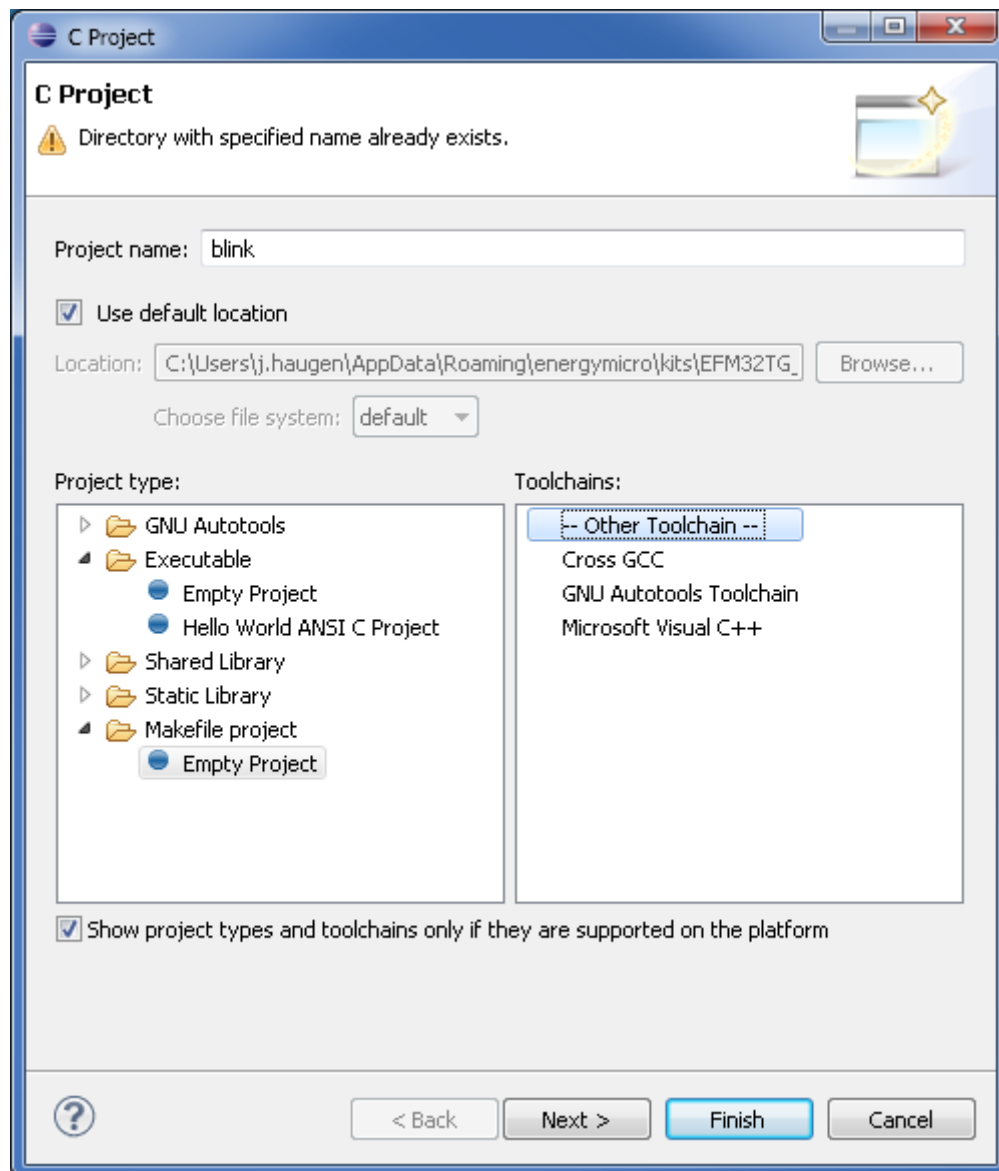 C Project
C Project
Directory with specified name already exists.
Project name: blink
Use default location
Location: C:\Users\j.haugen\AppData\Roaming\energymicro\kits\EFM32TG_ Browse...
Choose file system: default
Project type:
GNU Autotools
Executable
Empty Project
Hello World ANSI C Project
Shared Library
Static Library
Makefile project
Empty Project
Toolchains:
-- Other Toolchain --
Cross GCC
GNU Autotools Toolchain
Microsoft Visual C++
Show project types and toolchains only if they are supported on the platform
< Back Next > Finish Cancel